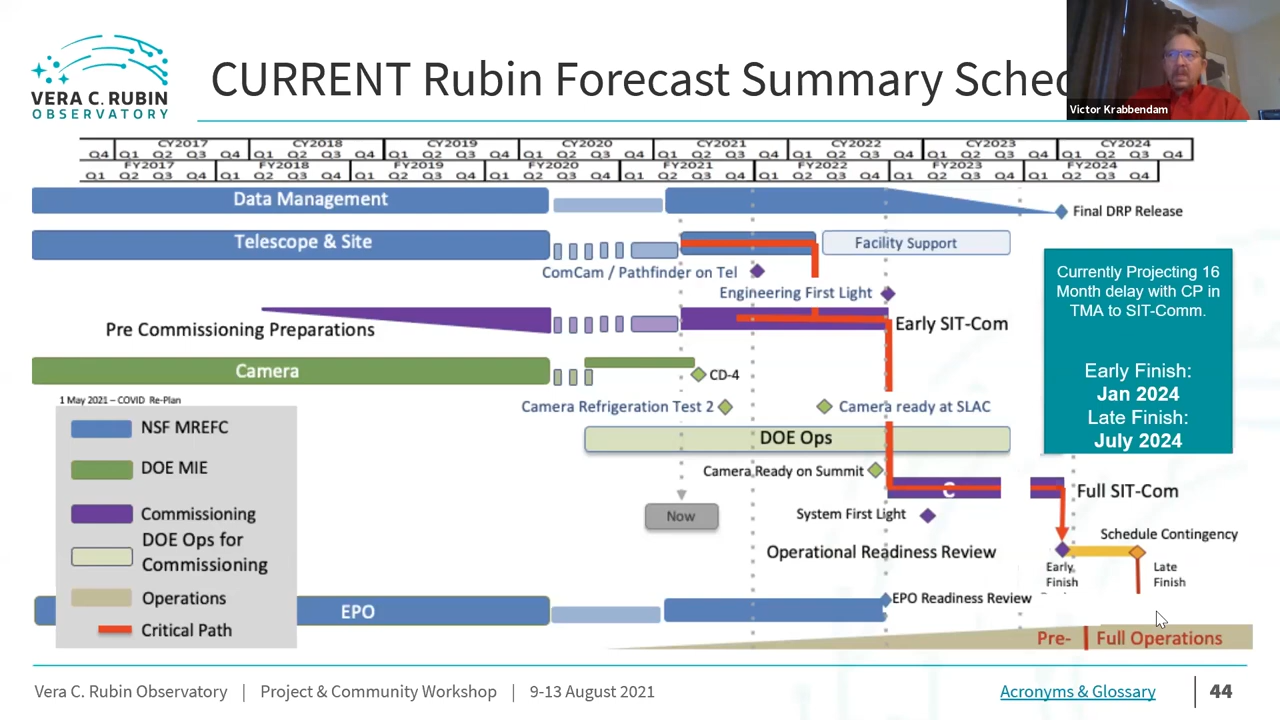 VERA C. RUBIN
OBSERVATORY
CURRENT Rubin Forecast Summary Sched
Victor Krabbendam
CY2017 CY2018 CY2019 CY2020 CY2021 CY2022 CY2023 CY2024
Q4 Q1 Q2 Q3 Q4 Q1 Q2 Q3 Q4 Q1 Q2 Q3 Q4 Q1 Q2 Q3 Q4 Q1 Q2 Q3 Q4 Q1 Q2 Q3 Q4 Q1 Q2 Q3 Q4 Q1 Q2 Q3 Q4
FY2017 FY2018 FY2019 FY2020 FY2021 FY2022 FY2023 FY2024
Q1 Q2 Q3 Q4 Q1 Q2 Q3 Q4 Q1 Q2 Q3 Q4 Q1 Q2 Q3 Q4 Q1 Q2 Q3 Q4 Q1 Q2 Q3 Q4 Q1 Q2 Q3 Q4 Q1 Q2 Q3 Q4
Data Management
Final DRP Release
Telescope & Site
Facility Support
ComCam / Pathfinder on Tel
Engineering First Light
Pre Commissioning Preparations
Early SIT-Com
Camera
CD-4
Camera Refrigeration Test 2
Camera ready at SLAC
DOE Ops
Camera Ready on Summit
C
Full SIT-Com
Now
System First Light
Operational Readiness Review
Schedule Contingency
Early
Finish
Late
Finish
EPO
EPO Readiness Review
Pre-
Full Operations
Currently Projecting 16
Month delay with CP in
TMA to SIT-Comm.
Early Finish:
Jan 2024
Late Finish:
July 2024
1 May 2021 – COVID Re-Plan
NSF MREFC
DOE MIE
Commissioning
DOE Ops for
Commissioning
Operations
Critical Path
Vera C. Rubin Observatory | Project & Community Workshop | 9-13 August 2021
Acronyms & Glossary
44